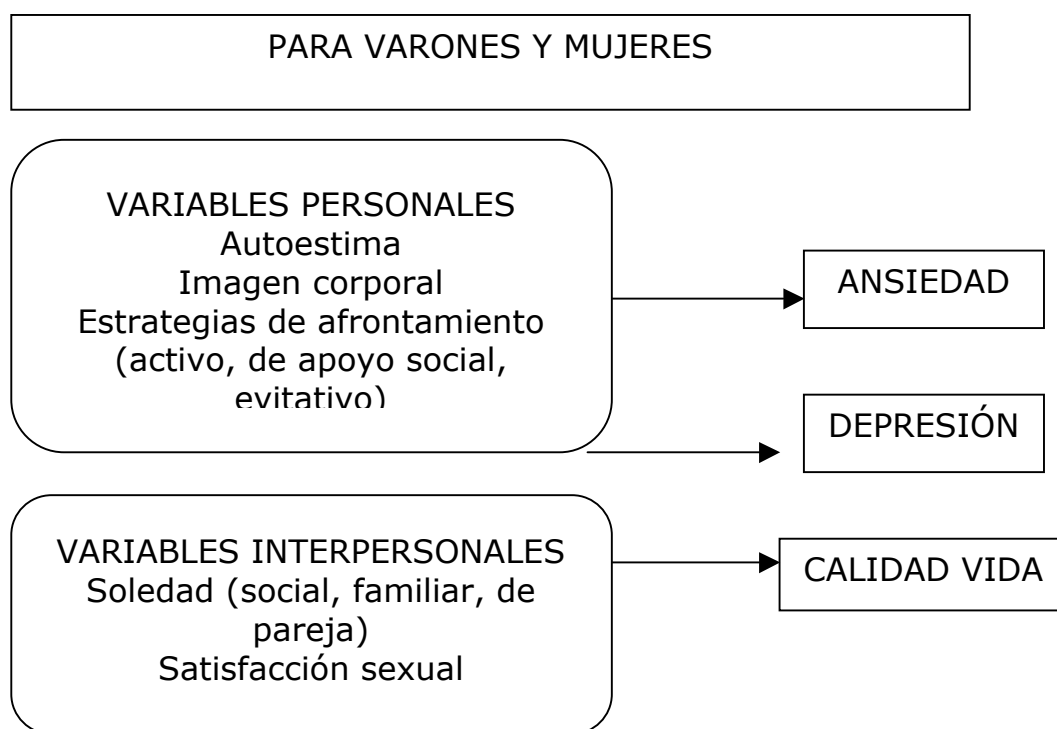 PARA VARONES Y MUJERES
VARIABLES PERSONALES
Autoestima
Imagen corporal
Estrategias de afrontamiento
(activo, de apoyo social,
evitativo)
ANSIEDAD
DEPRESIÓN
VARIABLES INTERPERSONALES
Soledad (social, familiar, de
pareja)
Satisfacción sexual
CALIDAD VIDA